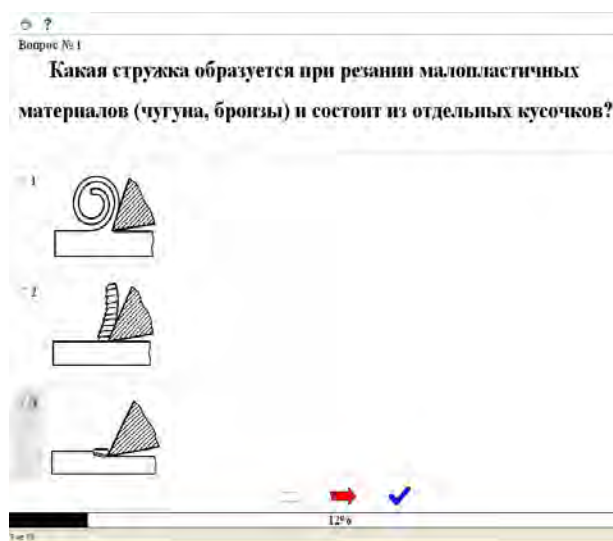 ?
Вопрос № 1
Какая стружка образуется при резании малопластичных
материалов (чугуна, бронзы) и состоит из отдельных кусочков?
1
2
3
12%